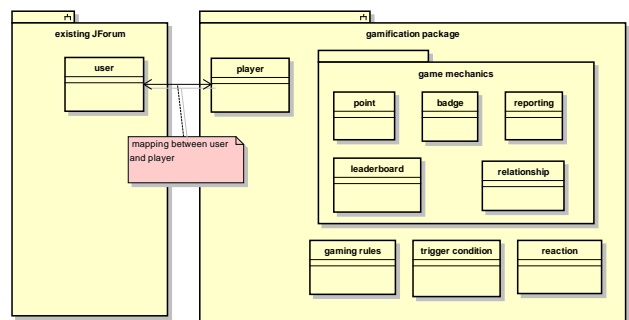 existing JForum
gamification package
user
player
game mechanics
point
badge
reporting
mapping between user
and player
leaderboard
relationship
gaming rules
trigger condition
reaction